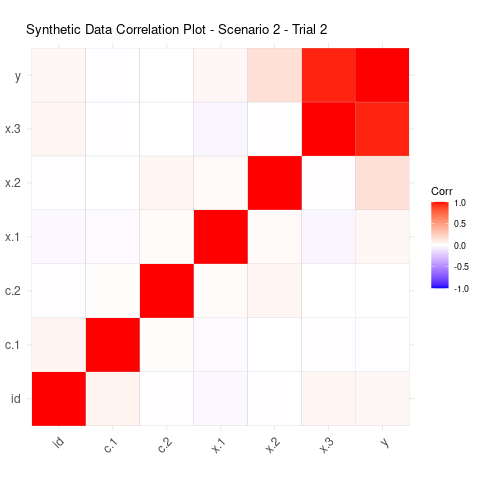 Synthetic Data Correlation Plot - Scenario 2 - Trial 2
y
x.3
x.2
x.1
c.2
c.1
id
id
c.1
c.2
x.1
x.2
x.3
y
Corr
1.0
0.5
0.0
-0.5
-1.0